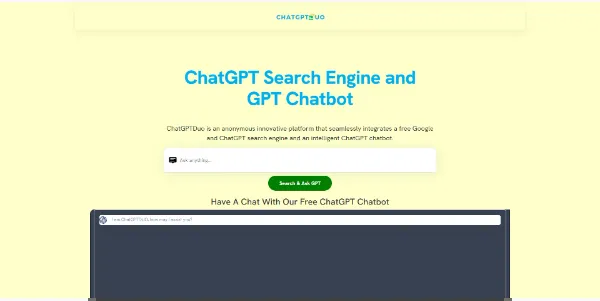 CHATGPTDUO
ChatGPT Search Engine and
GPT Chatbot
ChatGPTDuo is an anonymous innovative platform that seamlessly integrates a free Google
and ChatGPT search engine and an intelligent ChatGPT chatbot.
Ask anything...
Search & Ask GPT
Have A Chat With Our Free ChatGPT Chatbot